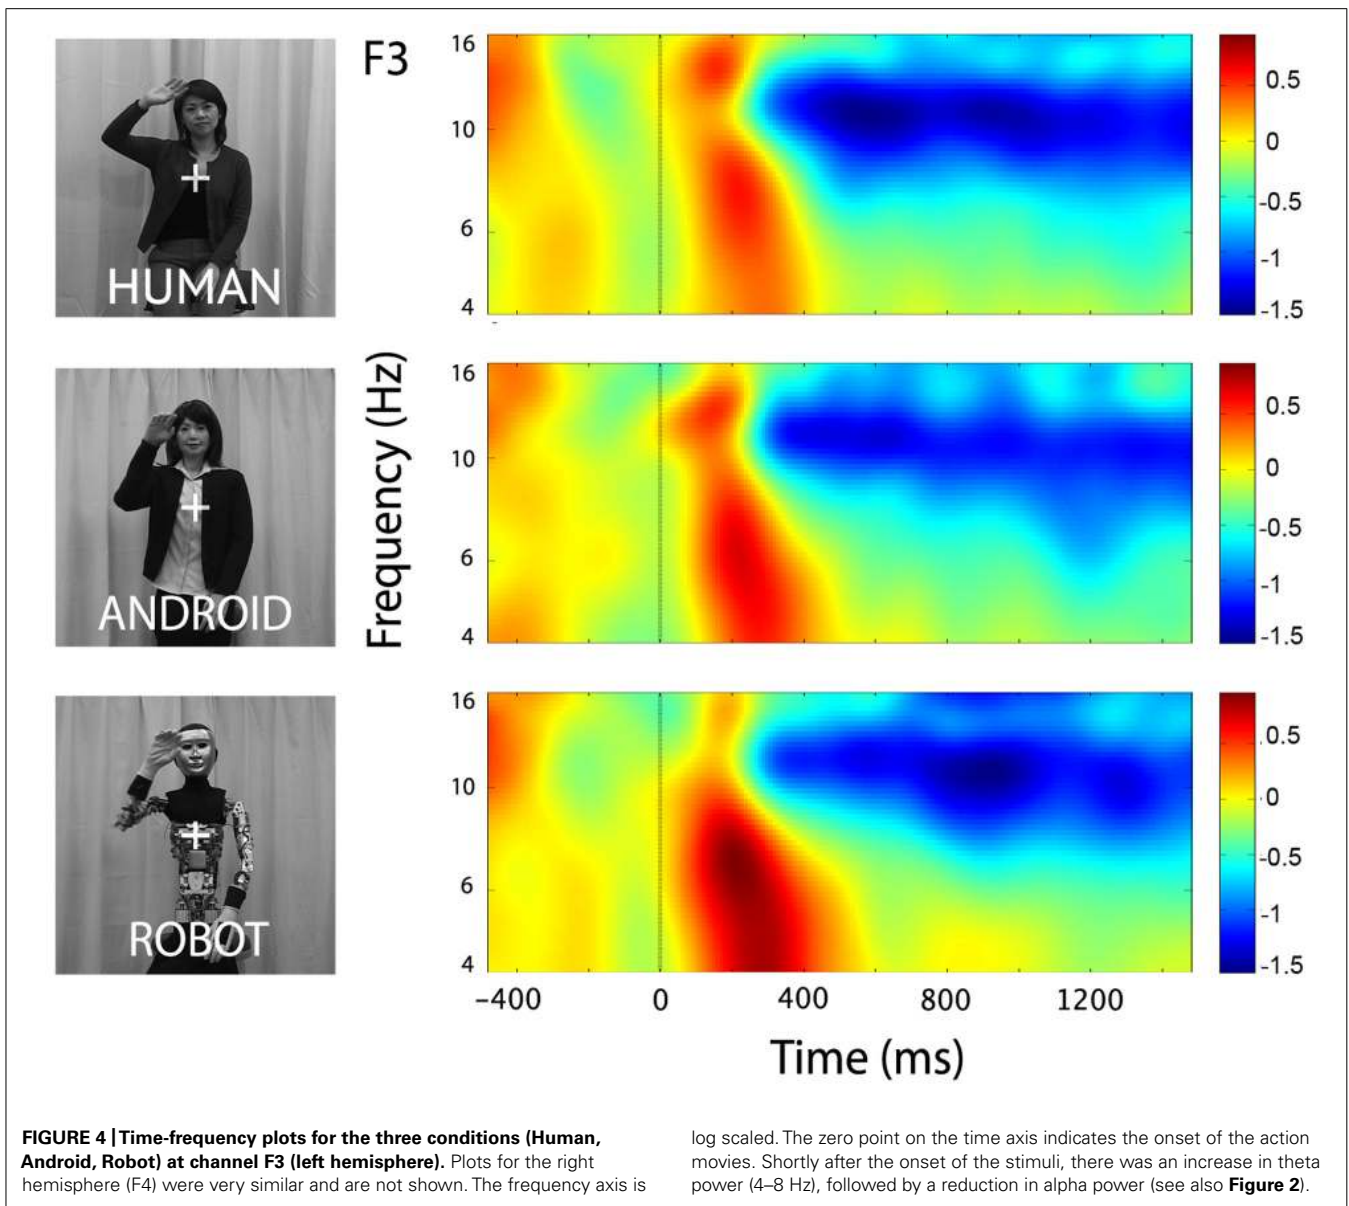 F3
HUMAN
16
10
6
4
0.5
0
-0.5
-1
-1.5
ANDROID
16
10
6
4
0.5
0
-0.5
-1
-1.5
Frequency (Hz)
ROBOT
16
10
6
4
0.5
0
-0.5
-1
-1.5
−400 0 400 800 1200
Time (ms)
FIGURE 4 | Time-frequency plots for the three conditions (Human,
Android, Robot) at channel F3 (left hemisphere). Plots for the right
hemisphere (F4) were very similar and are not shown. The frequency axis is
log scaled. The zero point on the time axis indicates the onset of the action
movies. Shortly after the onset of the stimuli, there was an increase in theta
power (4–8 Hz), followed by a reduction in alpha power (see also Figure 2).